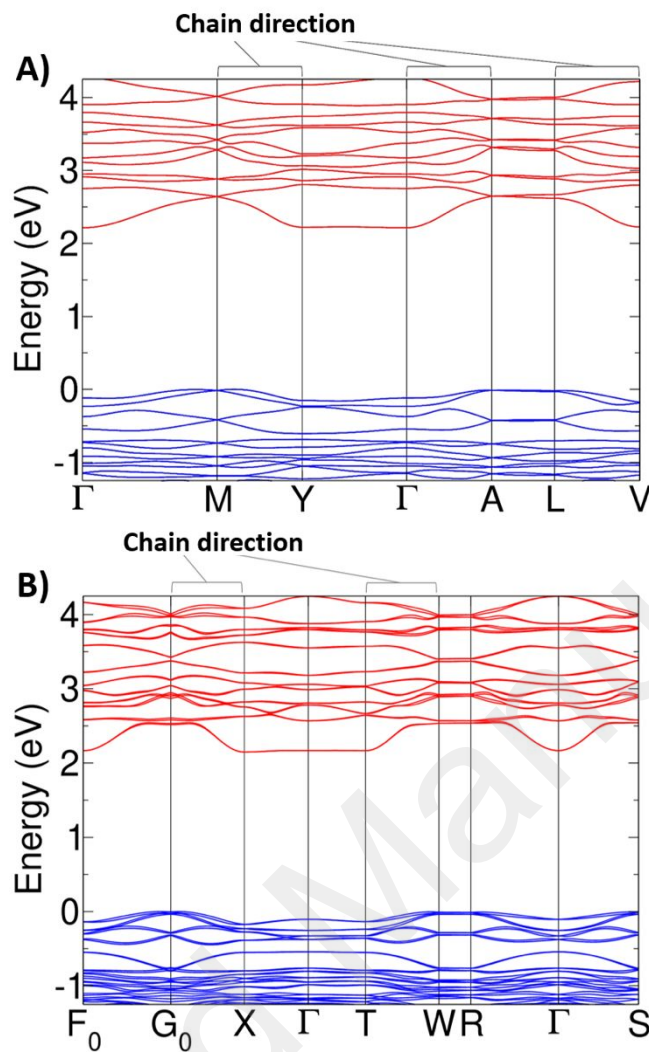 Chain direction
A)
4
3
2
1
0
-1
Energy (eV)
Γ M Y Γ A L V
Chain direction
B)
4
3
2
1
0
-1
Energy (eV)
F0 G0 X Γ T W R Γ S